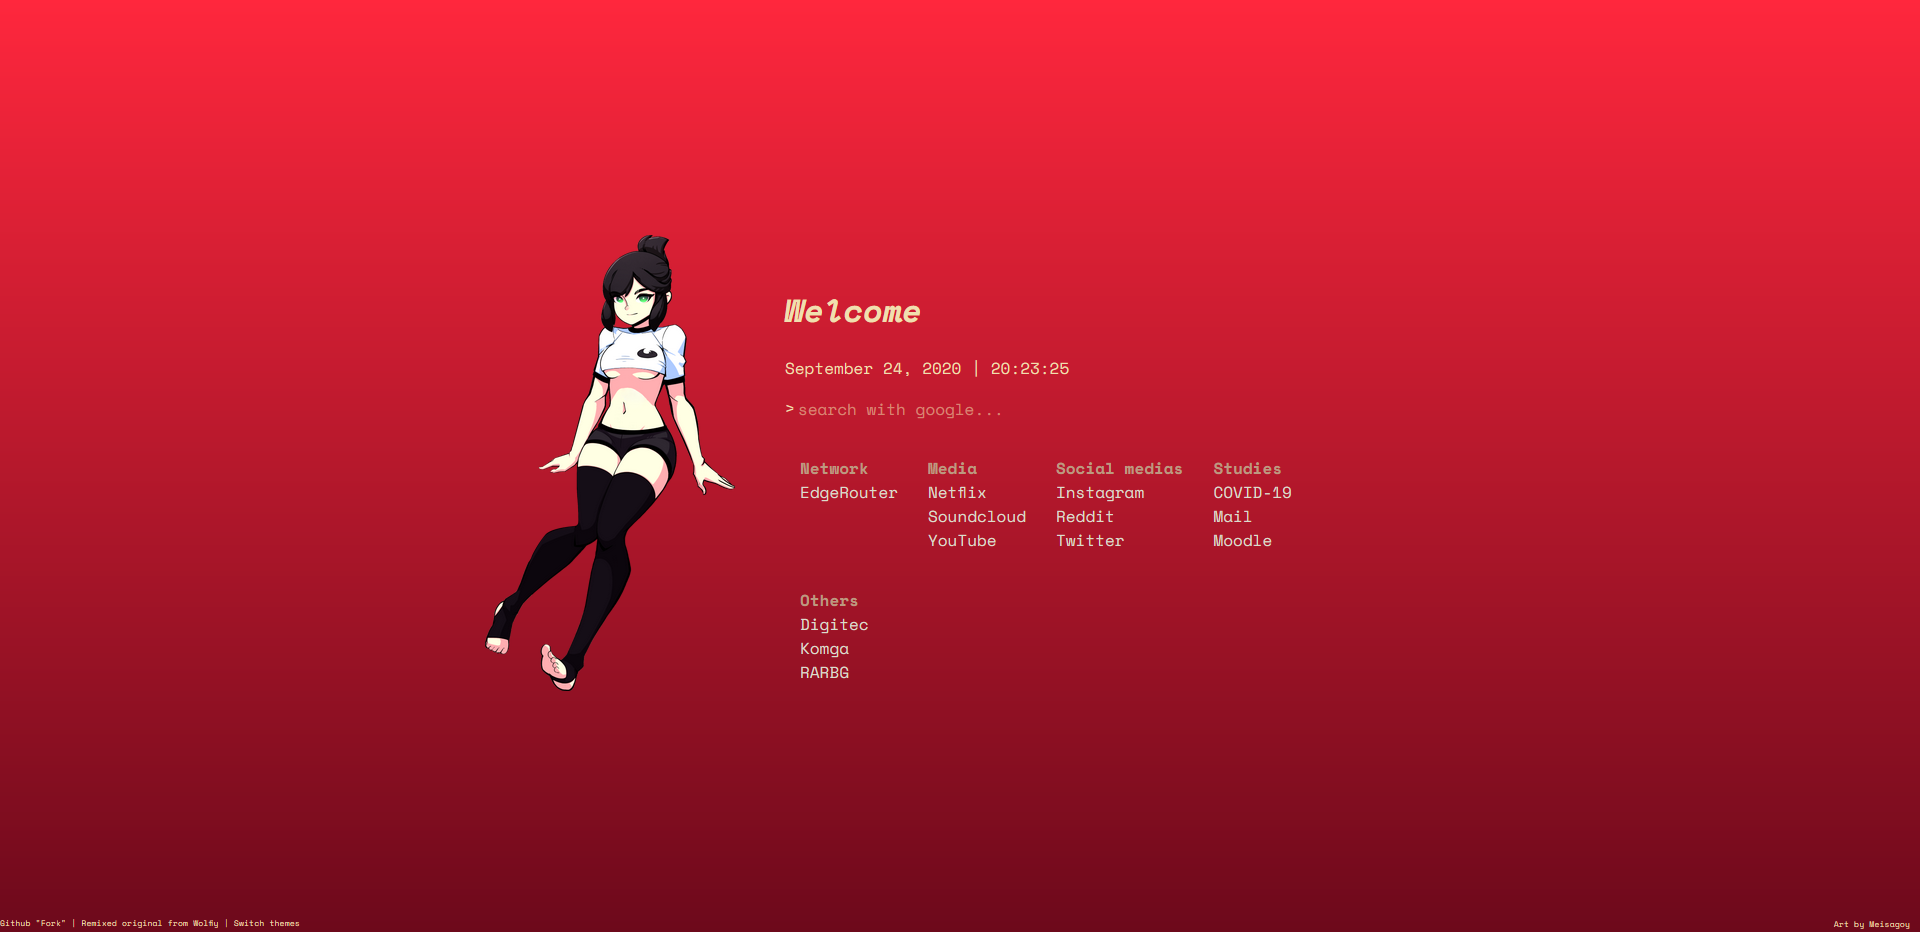 Welcome
September 24, 2020 | 20:23:25
> search with google...
Network
EdgeRouter
Media
Netflix
Soundcloud
YouTube
Social medias
Instagram
Reddit
Twitter
Studies
COVID-19
Mail
Moodle
Others
Digitec
Komga
RARBG
Github "Fork" | Remixed original from Wolfiy | Switch themes
Art by Meisagoy